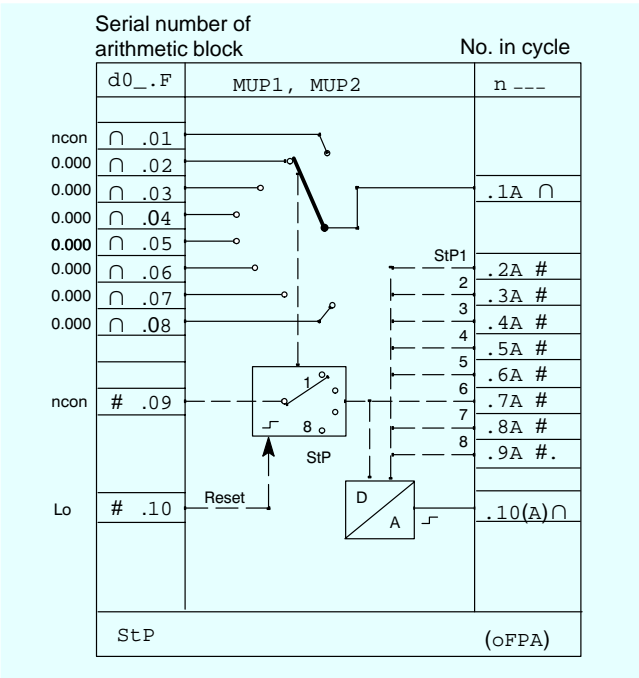 Serial number of
arithmetic block
No. in cycle
d0_.F
MUP1, MUP2
n ---
ncon ∩ .01
0.000 ∩ .02
0.000 ∩ .03
.1A ∩
0.000 ∩ .04
0.000 ∩ .05
0.000 ∩ .06
0.000 ∩ .07
0.000 ∩ .08
StP1
.2A #
2
.3A #
3
.4A #
4
.5A #
5
.6A #
6
.7A #
7
.8A #
8
.9A #.
ncon # .09
1
8
StP
Lo # .10
Reset
D
A
.10(A)∩
StP
(oFPA)